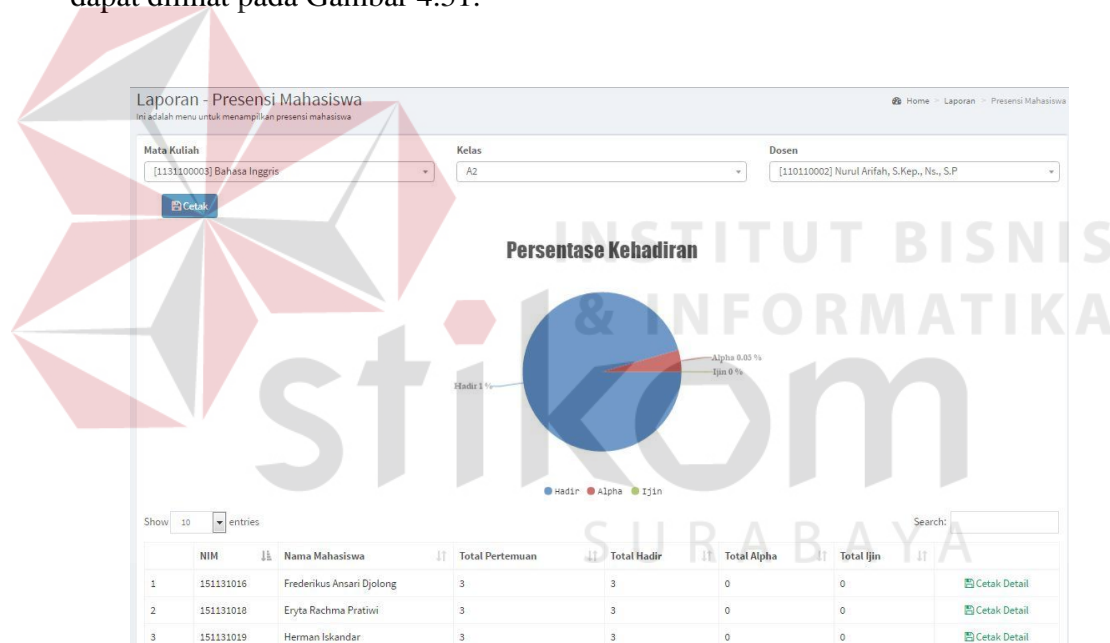 dapat dilihat pada Gambar 4.31.
Laporan - Presensi Mahasiswa
Ini adalah menu untuk menampilkan presensi mahasiswa
Home > Laporan > Presensi Mahasiswa
Mata Kuliah
Kelas
Dosen
[1131100003] Bahasa Inggris
A2
[110110002] Nurul Arifah, S.Kep., Ns., S.P
Cetak
INSTITUT BISNIS
& INFORMATIKA
stikom
SURABAYA
Persentase Kehadiran
Alpha 0.05 %
Ijin 0 %
Hadir 1 %
Hadir Alpha Ijin
Show 10 entries
Search:
NIM Nama Mahasiswa Total Pertemuan Total Hadir Total Alpha Total Ijin
1 151131016 Frederikus Ansari Djolong 3 3 0 0 Cetak Detail
2 151131018 Eryta Rachma Pratiwi 3 3 0 0 Cetak Detail
3 151131019 Herman Iskandar 3 3 0 0 Cetak Detail